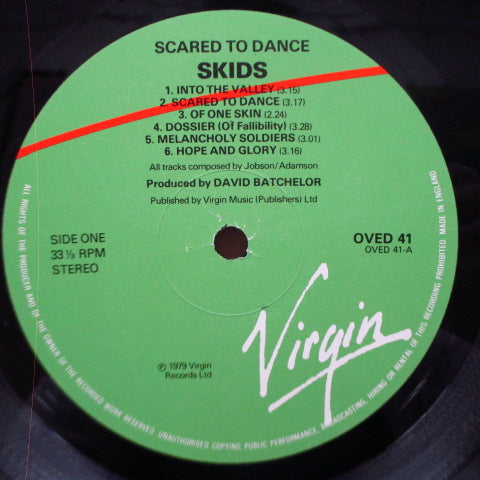 SCARED TO DANCE
SKIDS
1. INTO THE VALLEY (3.15)
2. SCARED TO DANCE (3.17)
3. OF ONE SKIN (2.24)
4. DOSSIER (Of Fallibility) (3.28)
5. MELANCHOLY SOLDIERS (3.01)
6. HOPE AND GLORY (3.16)
All tracks composed by Jobson/Adamson
Produced by DAVID BATCHELOR
Published by Virgin Music (Publishers) Ltd
SIDE ONE
33⅓ RPM
STEREO
OVED 41
OVED 41-A
Virgin
℗ 1979 Virgin
Records Ltd
ALL RIGHTS OF THE PRODUCER AND OF THE OWNER OF THE RECORDED WORK RESERVED. UNAUTHORISED COPYING, PUBLIC PERFORMANCE, BROADCASTING, HIRING OR RENTAL OF THIS RECORDING PROHIBITED. MADE IN ENGLAND